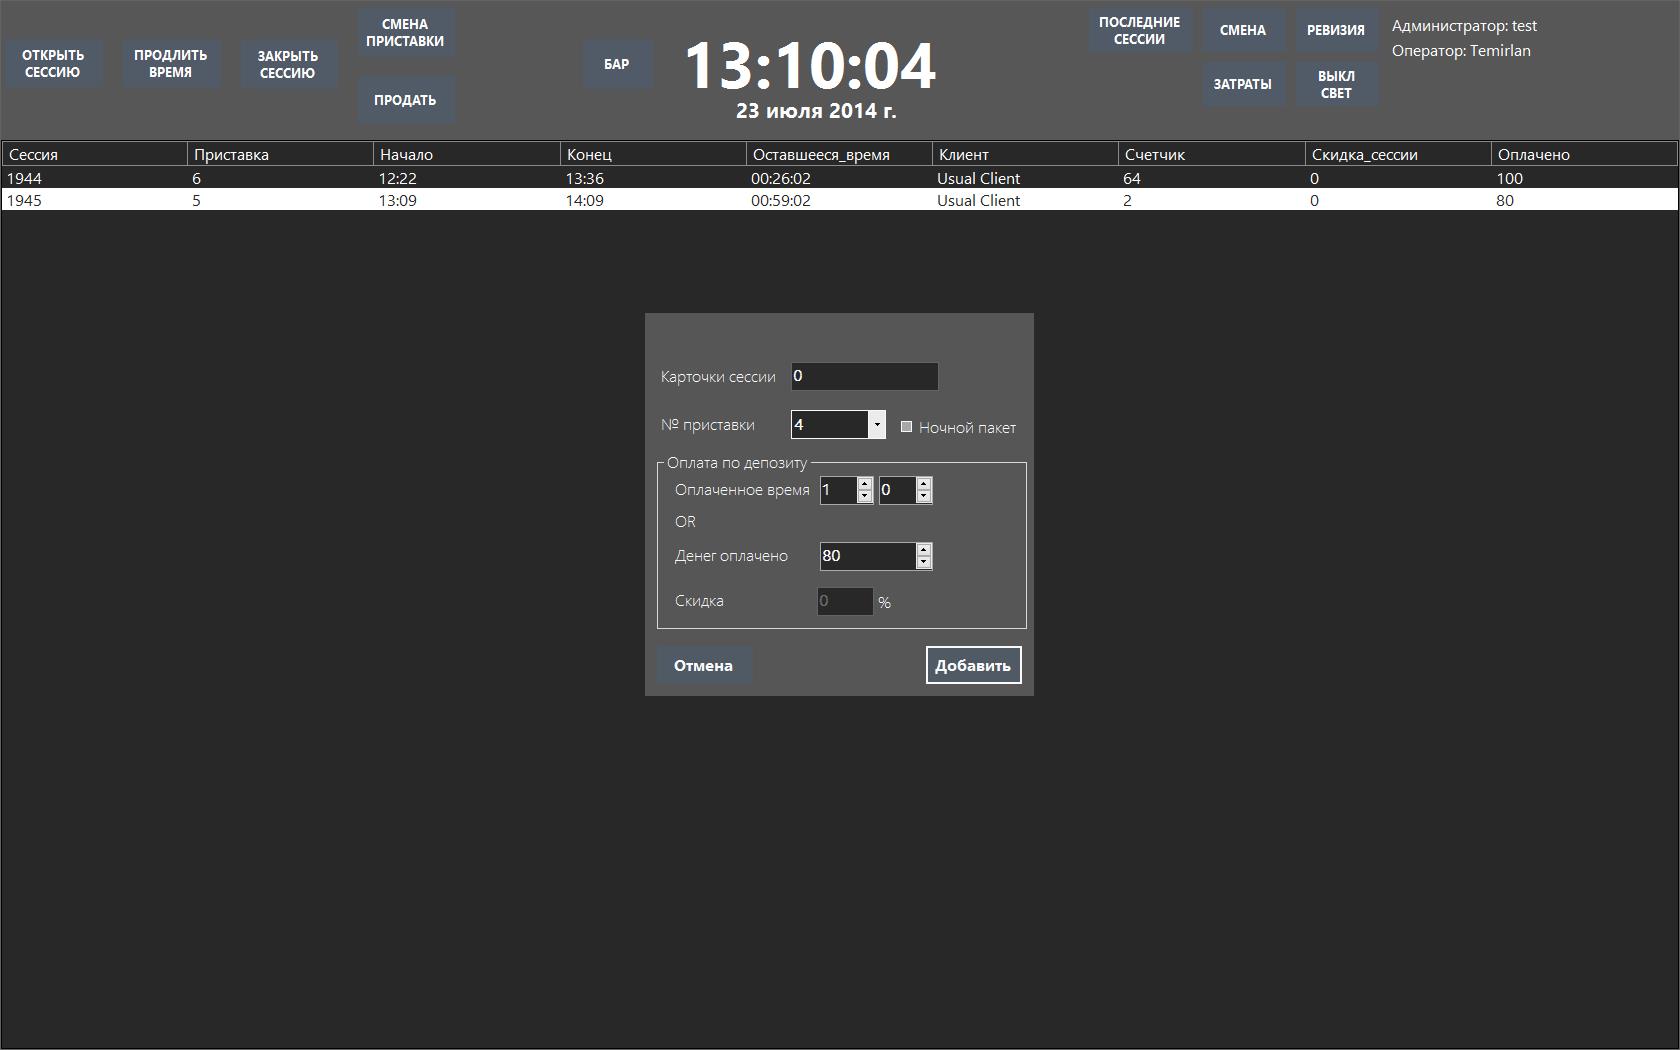 ОТКРЫТЬ
СЕССИЮ
ПРОДЛИТЬ
ВРЕМЯ
ЗАКРЫТЬ
СЕССИЮ
СМЕНА
ПРИСТАВКИ
ПРОДАТЬ
БАР
13:10:04
23 июля 2014 г.
ПОСЛЕДНИЕ
СЕССИИ
СМЕНА
РЕВИЗИЯ
ЗАТРАТЫ
ВЫКЛ
СВЕТ
Администратор: test
Оператор: Temirlan
Сессия Приставка Начало Конец Оставшееся_время Клиент Счетчик Скидка_сессии Оплачено
1944 6 12:22 13:36 00:26:02 Usual Client 64 0 100
1945 5 13:09 14:09 00:59:02 Usual Client 2 0 80
Карточки сессии 0
№ приставки 4 Ночной пакет
Оплата по депозиту
Оплаченное время 1 0
OR
Денег оплачено 80
Скидка 0 %
Отмена Добавить